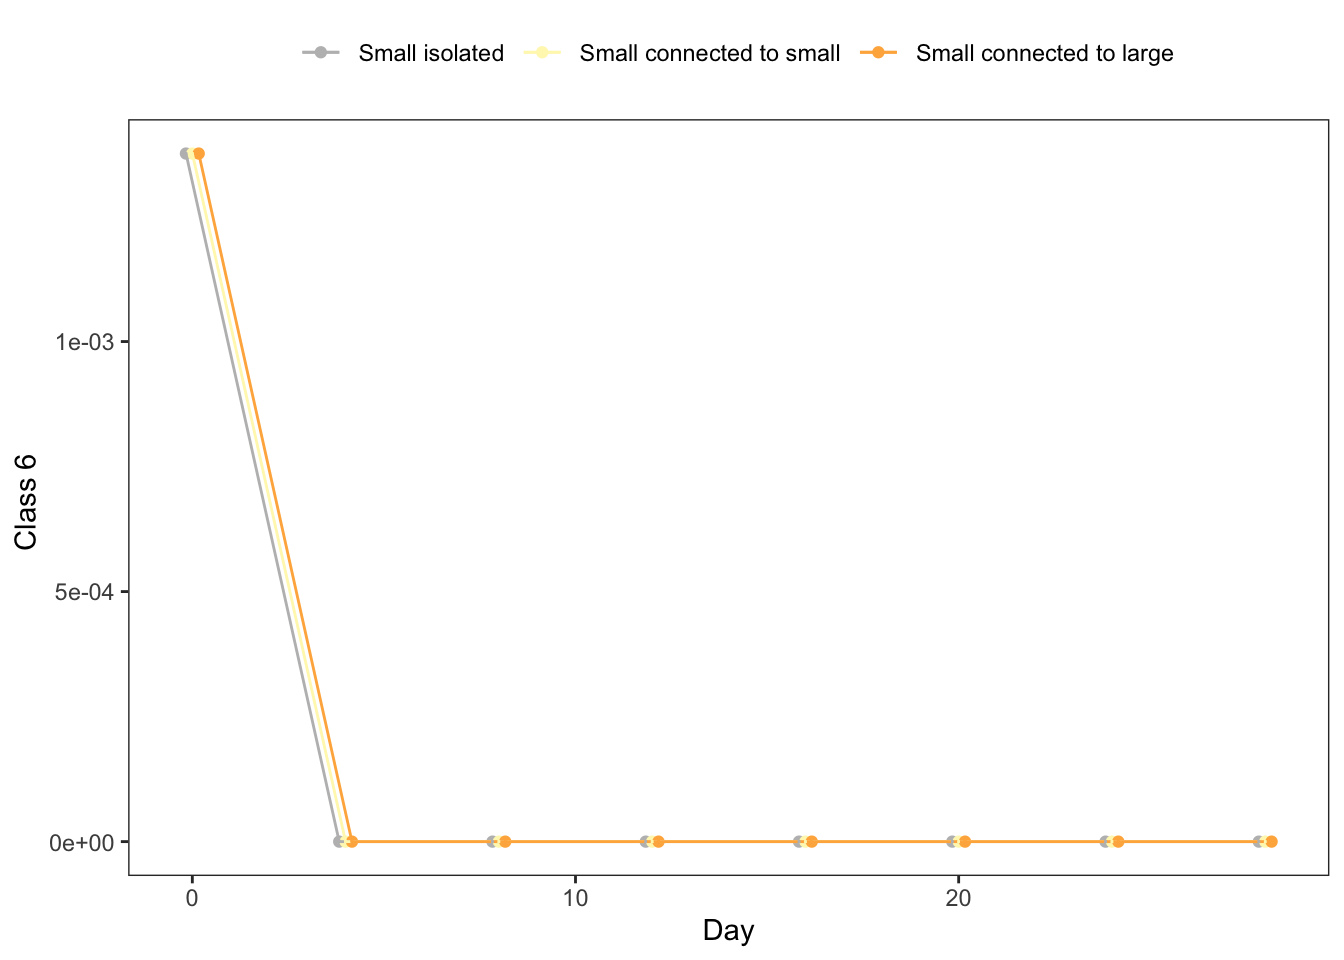 Small isolated Small connected to small Small connected to large
Class 6
1e-03
5e-04
0e+00
0 10 20
Day